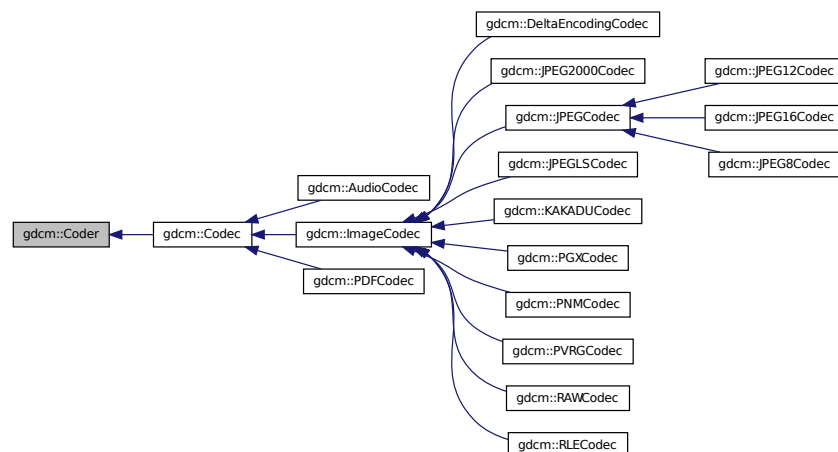 gdcm::DeltaEncodingCodec
gdcm::JPEG2000Codec
gdcm::JPEG12Codec
gdcm::JPEGCodec
gdcm::JPEG16Codec
gdcm::JPEGLSCodec
gdcm::JPEG8Codec
gdcm::AudioCodec
gdcm::KAKADUCodec
gdcm::Coder
gdcm::Codec
gdcm::ImageCodec
gdcm::PGXCodec
gdcm::PDFCodec
gdcm::PNMCodec
gdcm::PVRGCodec
gdcm::RAWCodec
gdcm::RLECodec